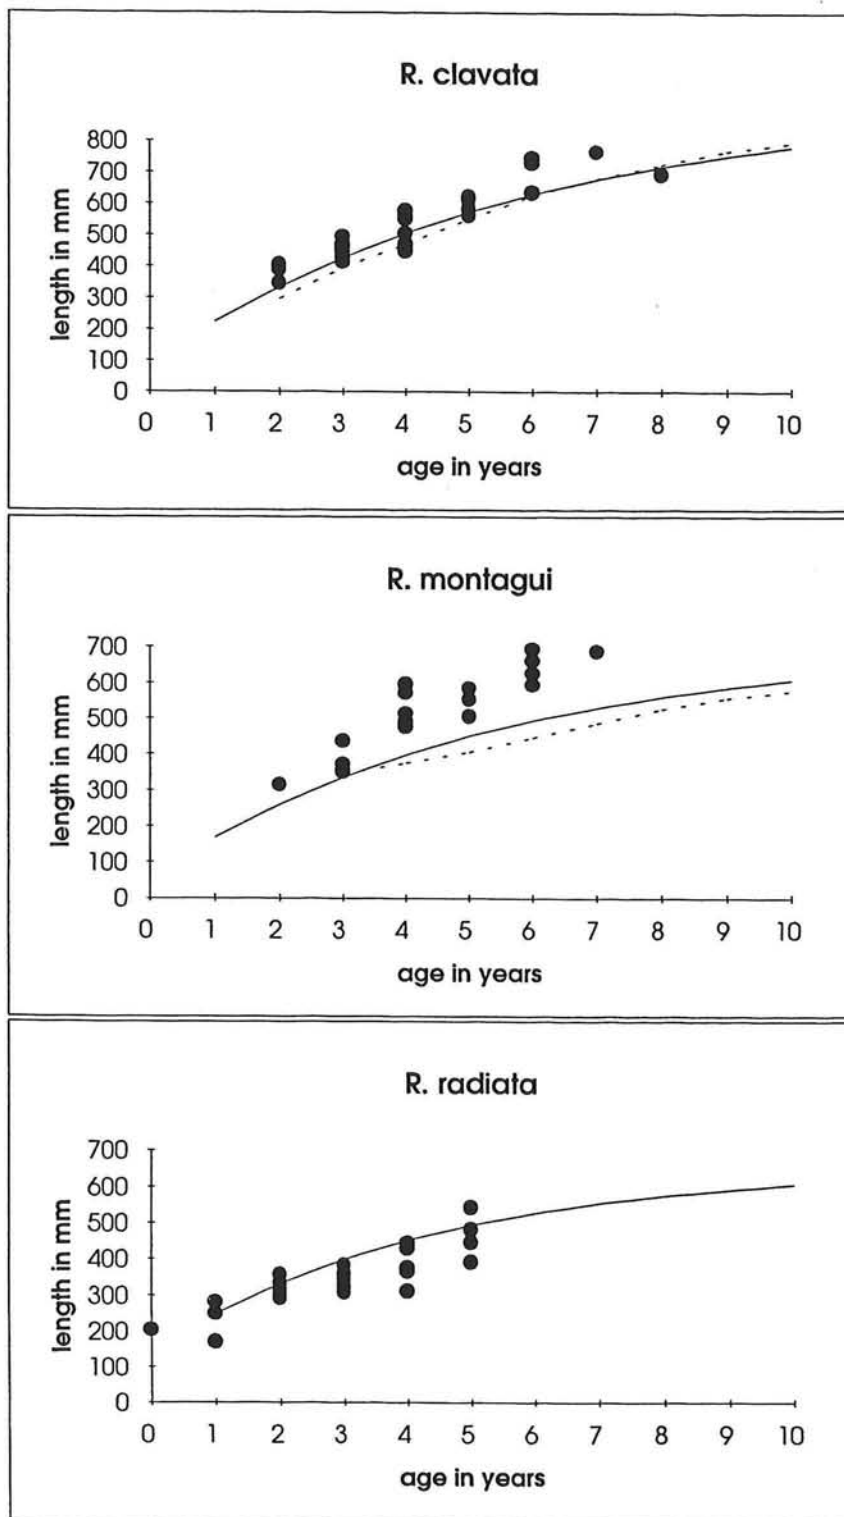 R. clavata
800
700
600
500
400
300
200
100
0
length in mm
0 1 2 3 4 5 6 7 8 9 10
age in years
R. montagui
700
600
500
400
300
200
100
0
length in mm
0 1 2 3 4 5 6 7 8 9 10
age in years
R. radiata
700
600
500
400
300
200
100
0
length in mm
0 1 2 3 4 5 6 7 8 9 10
age in years